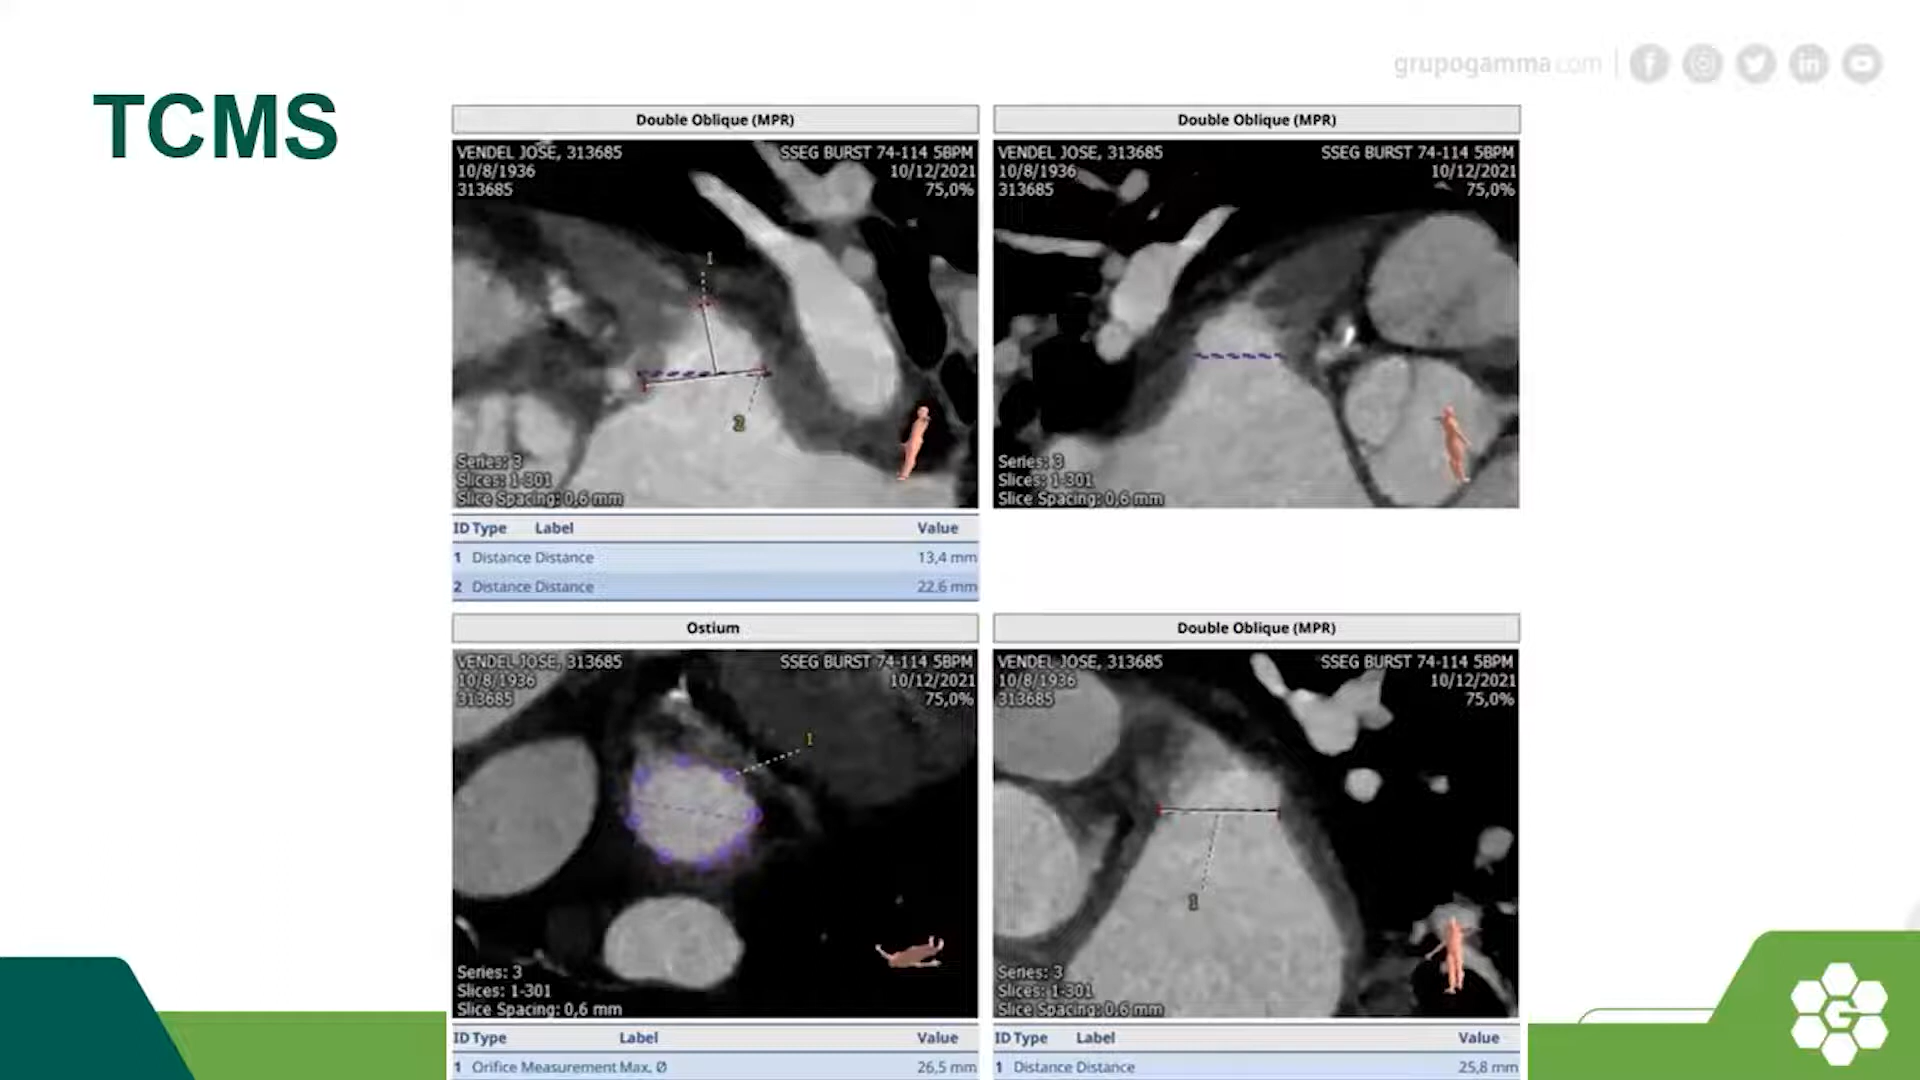 grupogamma.com
TCMS
Double Oblique (MPR)
VENDEL JOSE, 313685
10/8/1936
313685
SSEG BURST 74-114 5BPM
10/12/2021
75,0%
1
2
Series: 3
Slices: 1-301
Slice Spacing: 0,6 mm
ID Type Label Value
1 Distance Distance 13,4 mm
2 Distance Distance 22,6 mm
Double Oblique (MPR)
VENDEL JOSE, 313685
10/8/1936
313685
SSEG BURST 74-114 5BPM
10/12/2021
75,0%
Series: 3
Slices: 1-301
Slice Spacing: 0,6 mm
Ostium
VENDEL JOSE, 313685
10/8/1936
313685
SSEG BURST 74-114 5BPM
10/12/2021
75,0%
1
Series: 3
Slices: 1-301
Slice Spacing: 0,6 mm
ID Type Label Value
1 Orifice Measurement Max. Ø 26,5 mm
Double Oblique (MPR)
VENDEL JOSE, 313685
10/8/1936
313685
SSEG BURST 74-114 5BPM
10/12/2021
75,0%
1
Series: 3
Slices: 1-301
Slice Spacing: 0,6 mm
ID Type Label Value
1 Distance Distance 25,8 mm